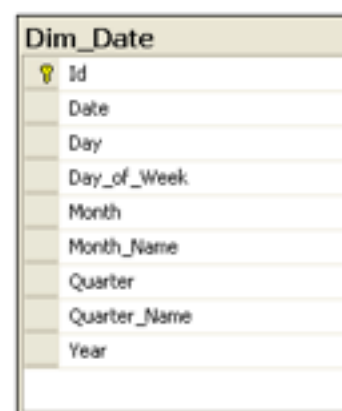 Dim_Date
Id
Date
Day
Day_of_Week
Month
Month_Name
Quarter
Quarter_Name
Year